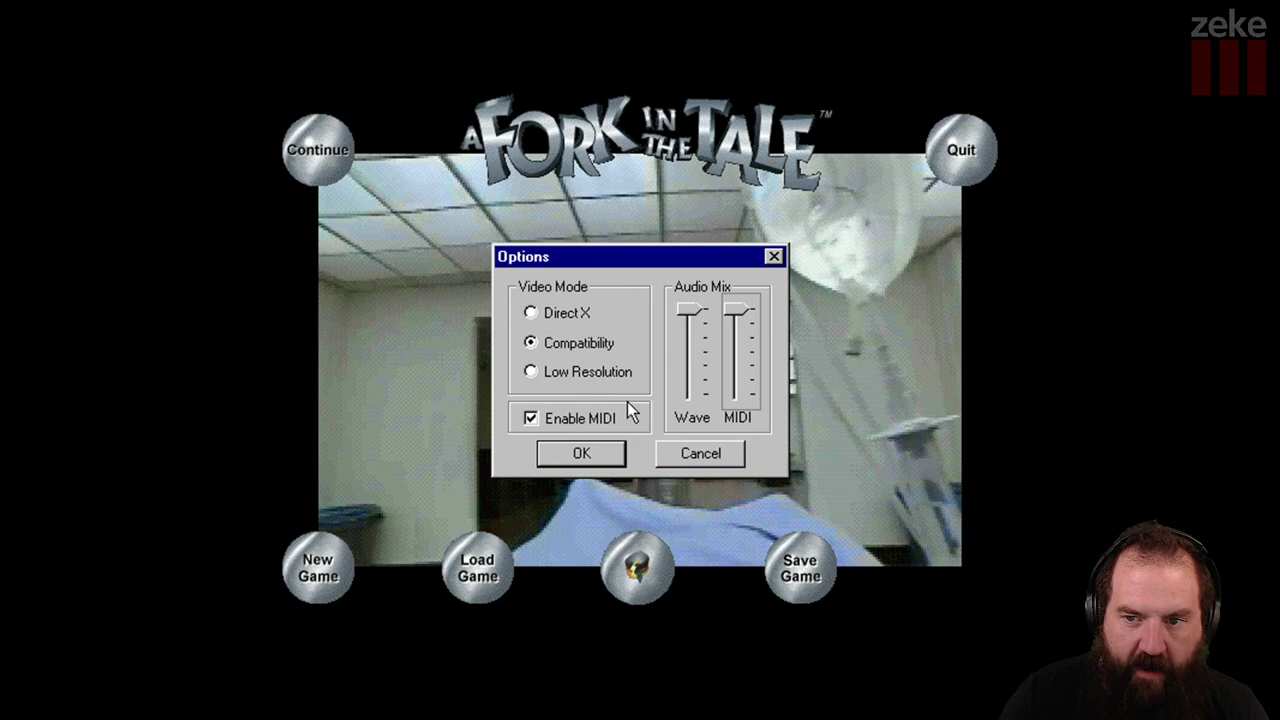 zeke
III
A FORK IN THE TALE™
Continue
Quit
Options
Video Mode
Audio Mix
Direct X
Compatibility
Low Resolution
Enable MIDI
Wave
MIDI
OK
Cancel
New
Game
Load
Game
Save
Game